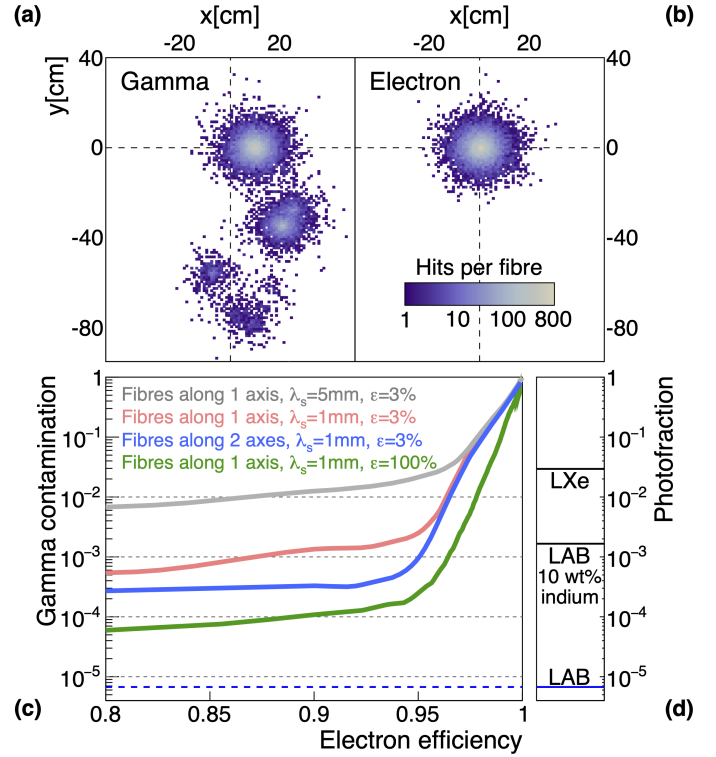 (a) x[cm] x[cm] (b)
-20 20 -20 20
y[cm]
40 Gamma Electron 40
0 0
-40 -40
Hits per fibre
1 10 100 800
-80 -80
Gamma contamination
1
10⁻¹
10⁻²
10⁻³
10⁻⁴
10⁻⁵
Fibres along 1 axis, λₛ=5mm, ε=3%
Fibres along 1 axis, λₛ=1mm, ε=3%
Fibres along 2 axes, λₛ=1mm, ε=3%
Fibres along 1 axis, λₛ=1mm, ε=100%
0.8 0.85 0.9 0.95 1
Electron efficiency
(c)
1
10⁻¹
10⁻²
10⁻³
10⁻⁴
10⁻⁵
Photofraction
LXe
LAB
10 wt%
indium
LAB
(d)